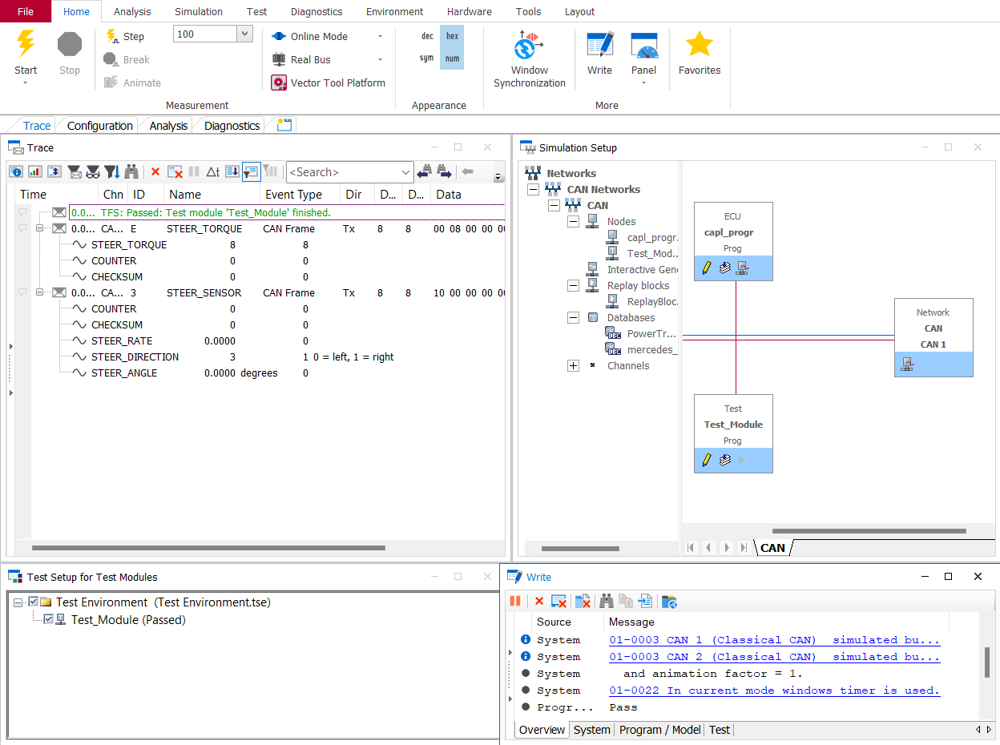 File Home Analysis Simulation Test Diagnostics Environment Hardware Tools Layout
Start
Stop
Step
Break
Animate
100
Measurement
Online Mode
Real Bus
Vector Tool Platform
dec hex
sym num
Appearance
Window
Synchronization
Write
Panel
More
Favorites
Trace Configuration Analysis Diagnostics
Trace
<Search>
Time Chn ID Name Event Type Dir D... D... Data
0.0... TFS: Passed: Test module 'Test_Module' finished.
0.0... CA... E STEER_TORQUE CAN Frame Tx 8 8 00 08 00 00 00
STEER_TORQUE 8 8
COUNTER 0 0
CHECKSUM 0 0
0.0... CA... 3 STEER_SENSOR CAN Frame Tx 8 8 10 00 00 00 00
COUNTER 0 0
CHECKSUM 0 0
STEER_RATE 0.0000 0
STEER_DIRECTION 3 1 0 = left, 1 = right
STEER_ANGLE 0.0000 degrees 0
Simulation Setup
Networks
CAN Networks
CAN
Nodes
capl_progr.
Test_Mod..
Interactive Gene
Replay blocks
ReplayBloc.
Databases
PowerTr...
mercedes_
Channels
ECU
capl_progr
Prog
Network
CAN
CAN 1
Test
Test_Module
Prog
CAN
Test Setup for Test Modules
Test Environment (Test Environment.tse)
Test_Module (Passed)
Write
Source Message
System 01-0003 CAN 1 (Classical CAN) simulated bu...
System 01-0003 CAN 2 (Classical CAN) simulated bu...
System and animation factor = 1.
System 01-0022 In current mode windows timer is used.
Progr... Pass
Overview System Program / Model Test